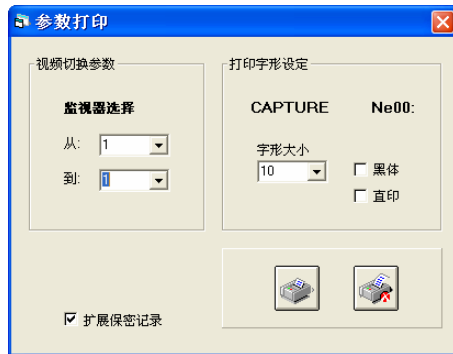 参数打印
视频切换参数
监视器选择
从: 1
到: 1
打印字形设定
CAPTURE Ne00:
字形大小
10
黑体
直印
扩展保密记录